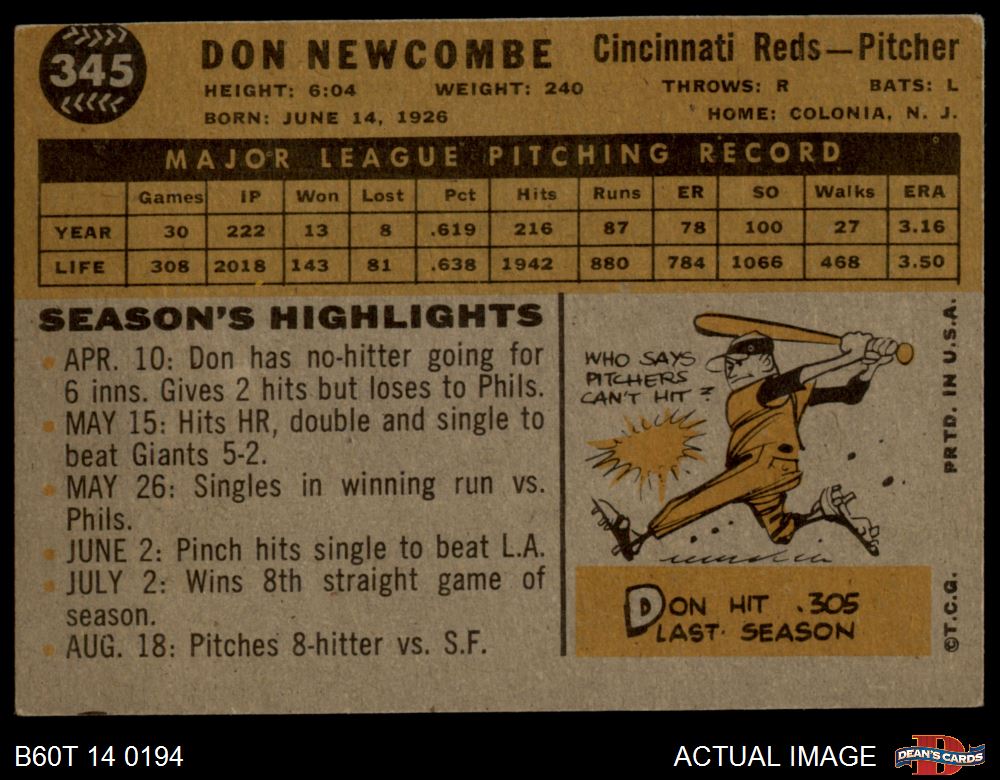 345
DON NEWCOMBE
Cincinnati Reds—Pitcher
HEIGHT: 6:04 WEIGHT: 240 THROWS: R BATS: L
BORN: JUNE 14, 1926 HOME: COLONIA, N. J.
MAJOR LEAGUE PITCHING RECORD
Games IP Won Lost Pct Hits Runs ER SO Walks ERA
YEAR 30 222 13 8 .619 216 87 78 100 27 3.16
LIFE 308 2018 143 81 .638 1942 880 784 1066 468 3.50
SEASON'S HIGHLIGHTS
• APR. 10: Don has no-hitter going for
6 inns. Gives 2 hits but loses to Phils.
• MAY 15: Hits HR, double and single to
beat Giants 5-2.
• MAY 26: Singles in winning run vs.
Phils.
• JUNE 2: Pinch hits single to beat L.A.
• JULY 2: Wins 8th straight game of
season.
• AUG. 18: Pitches 8-hitter vs. S.F.
WHO SAYS
PITCHERS
CAN'T HIT?
DON HIT .305
LAST SEASON
©T.C.G. PRTD. IN U.S.A.
B60T 14 0194
ACTUAL IMAGE
D
DEAN'S CARDS